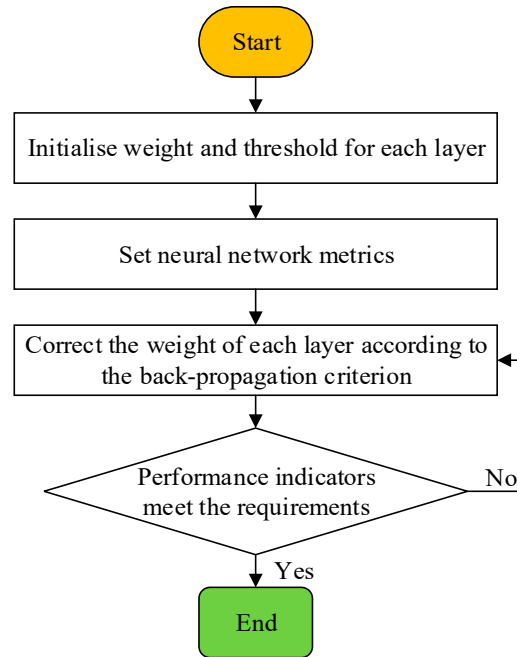 Start
Initialise weight and threshold for each layer
Set neural network metrics
Correct the weight of each layer according to
the back-propagation criterion
Performance indicators
meet the requirements
No
Yes
End